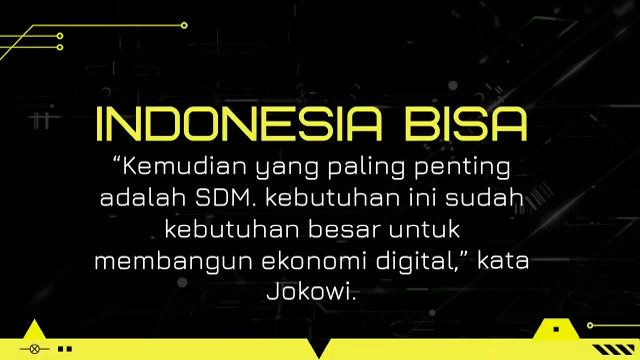 INDONESIA BISA
“Kemudian yang paling penting
adalah SDM. kebutuhan ini sudah
kebutuhan besar untuk
membangun ekonomi digital,” kata
Jokowi.